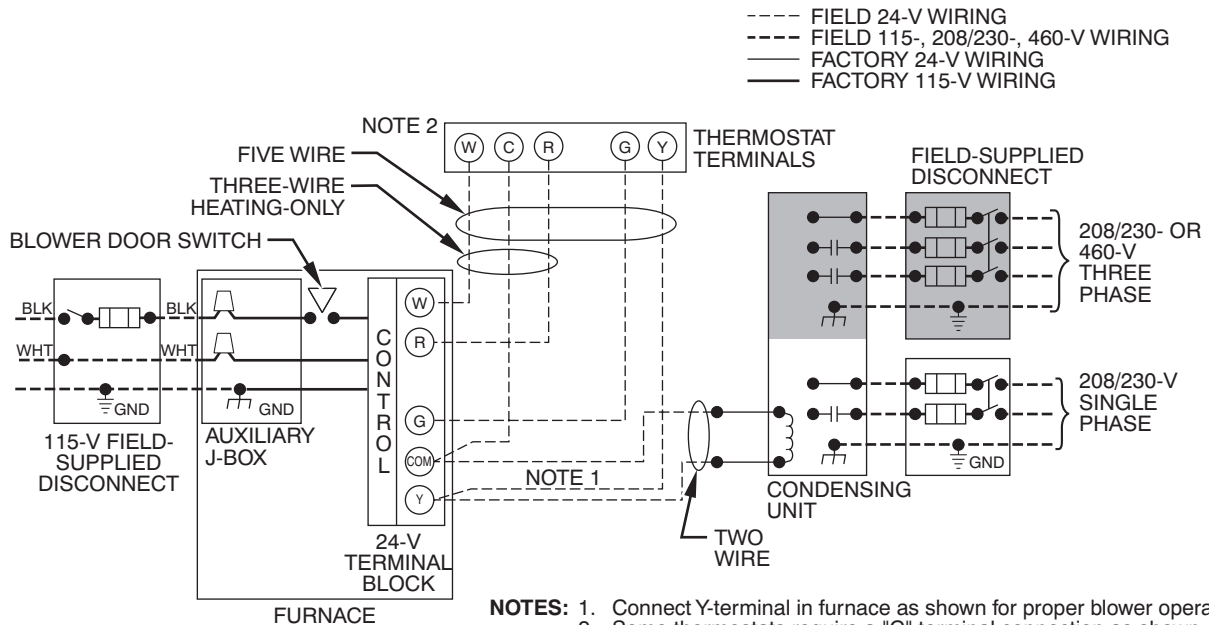 FIELD 24-V WIRING
FIELD 115-, 208/230-, 460-V WIRING
FACTORY 24-V WIRING
FACTORY 115-V WIRING
NOTE 2
W C R G Y
THERMOSTAT
TERMINALS
FIVE WIRE
THREE-WIRE
HEATING-ONLY
BLOWER DOOR SWITCH
FIELD-SUPPLIED
DISCONNECT
208/230- OR
460-V
THREE
PHASE
BLK
BLK
WHT
WHT
GND
GND
115-V FIELD-
SUPPLIED
DISCONNECT
AUXILIARY
J-BOX
CONTROL
W
R
G
COM
Y
24-V
TERMINAL
BLOCK
FURNACE
NOTE 1
TWO
WIRE
CONDENSING
UNIT
GND
208/230-V
SINGLE
PHASE
NOTES: 1. Connect Y-terminal in furnace as shown for proper blower opera